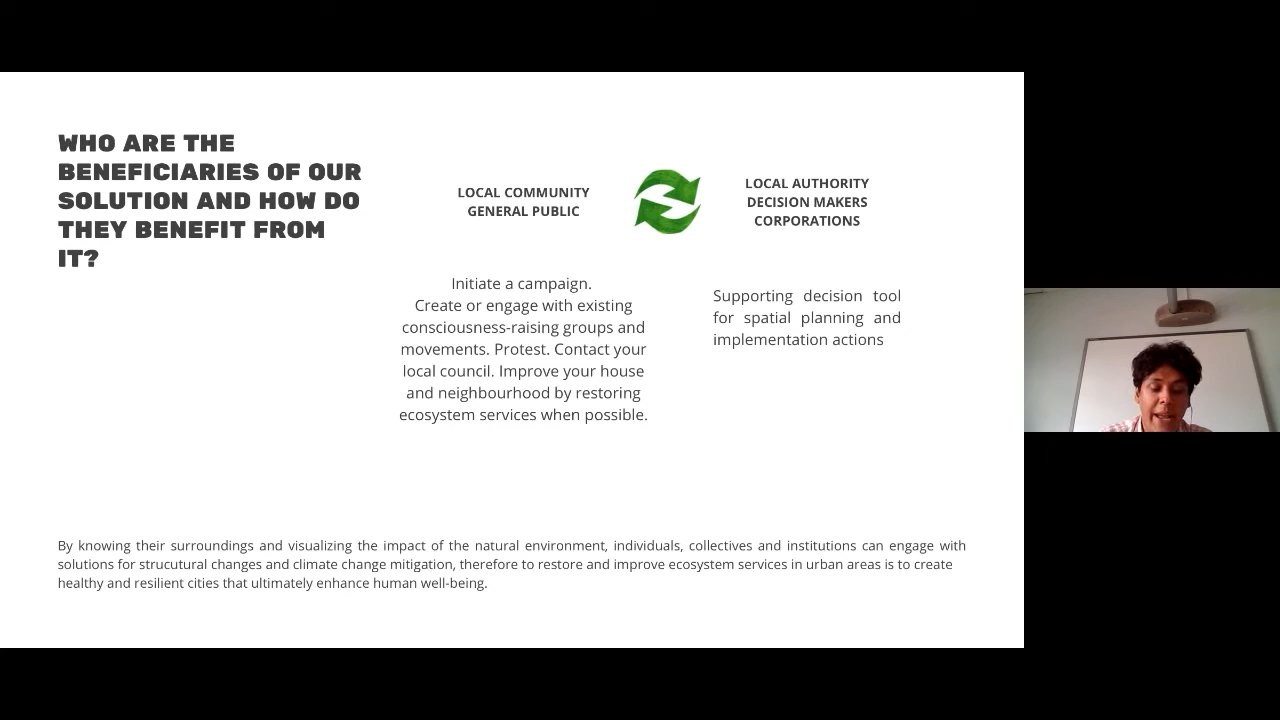 WHO ARE THE
BENEFICIARIES OF OUR
SOLUTION AND HOW DO
THEY BENEFIT FROM
IT?
LOCAL COMMUNITY
GENERAL PUBLIC
LOCAL AUTHORITY
DECISION MAKERS
CORPORATIONS
Initiate a campaign.
Create or engage with existing
consciousness-raising groups and
movements. Protest. Contact your
local council. Improve your house
and neighbourhood by restoring
ecosystem services when possible.
Supporting decision tool
for spatial planning and
implementation actions
By knowing their surroundings and visualizing the impact of the natural environment, individuals, collectives and institutions can engage with
solutions for strucutural changes and climate change mitigation, therefore to restore and improve ecosystem services in urban areas is to create
healthy and resilient cities that ultimately enhance human well-being.